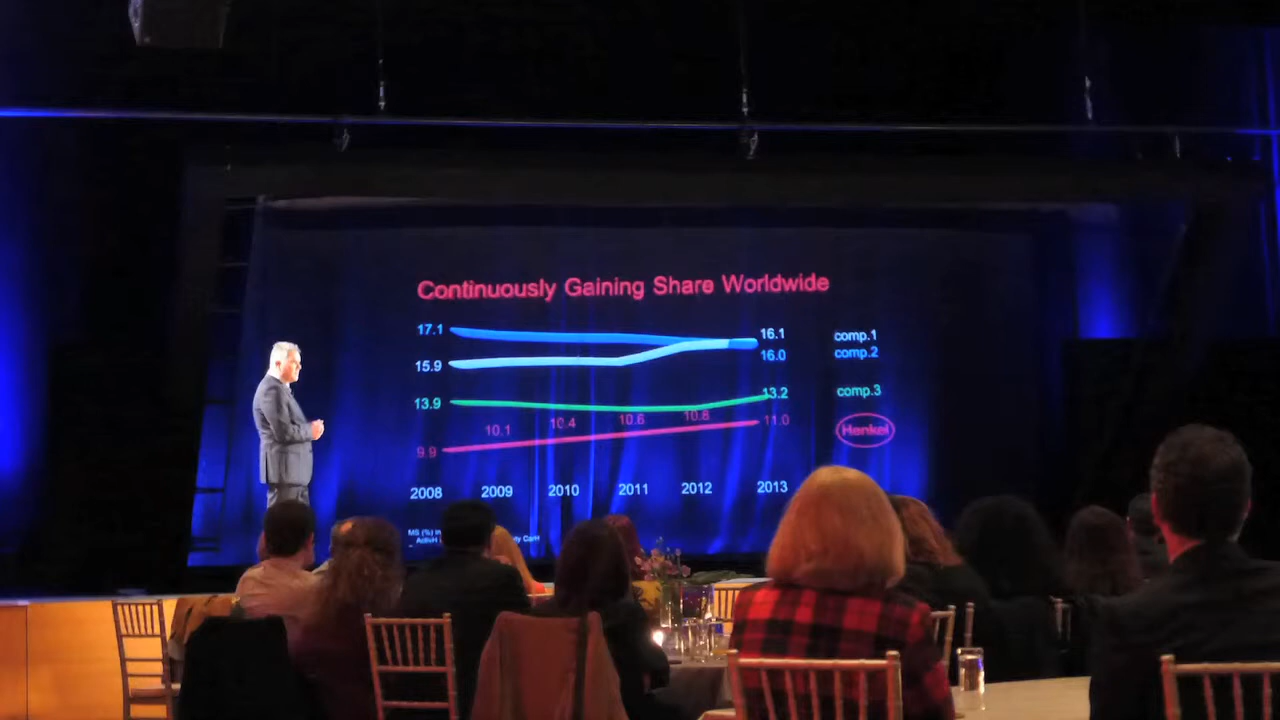 Continuously Gaining Share Worldwide
17.1 16.1 comp.1
16.0 comp.2
15.9
13.9 13.2 comp.3
10.1 10.4 10.6 10.8 11.0 Henkel
9.9
2008 2009 2010 2011 2012 2013
MS (%)